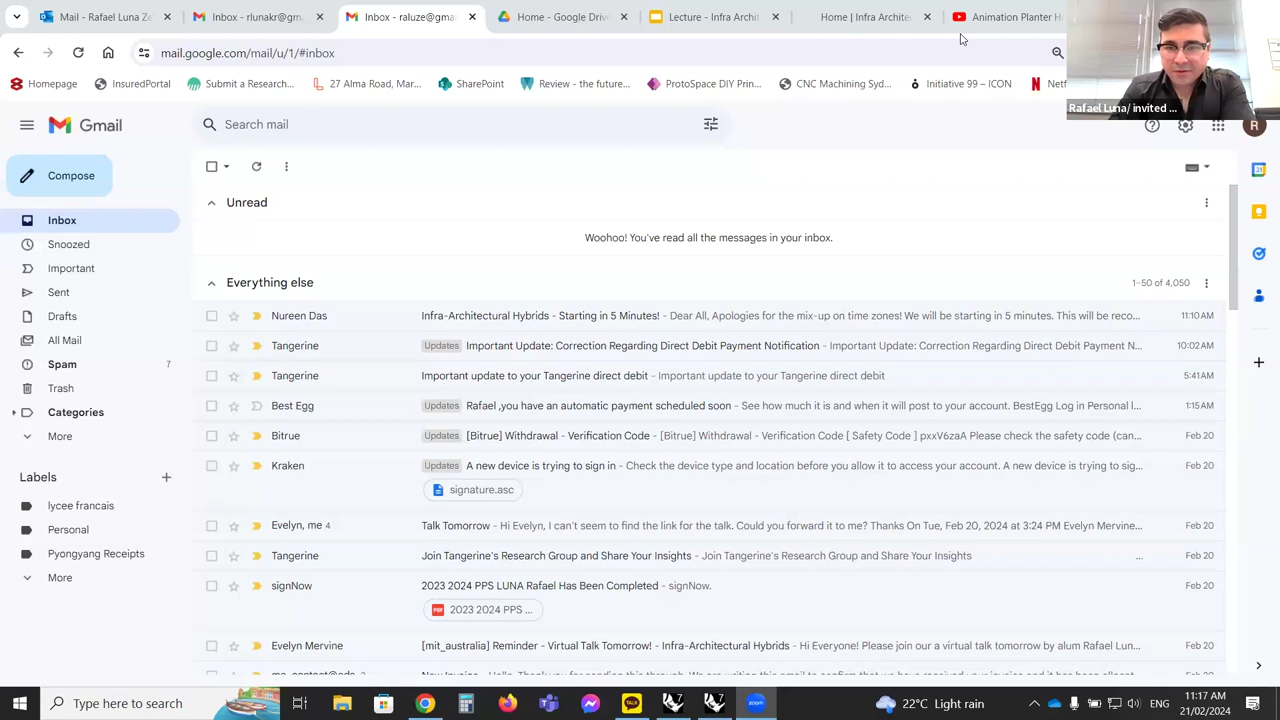 Mail - Rafael Luna Ze
Inbox - rlunakr@gm
Inbox - raluze@gma
Home - Google Driv
Lecture - Infra Archit
Home | Infra Archite
Animation Planter H
mail.google.com/mail/u/1/#inbox
Homepage
InsuredPortal
Submit a Research...
27 Alma Road, Mar...
SharePoint
Review - the future...
ProtoSpace DIY Prin...
CNC Machining Syd...
Initiative 99 – ICON
Netf
Rafael Luna/ invited ...
Gmail
Search mail
Compose
R
Inbox
Snoozed
Important
Sent
Drafts
All Mail
Spam 7
Trash
Categories
More
Labels
lycee francais
Personal
Pyongyang Receipts
More
Unread
Woohoo! You've read all the messages in your inbox.
Everything else 1–50 of 4,050
Nureen Das Infra-Architectural Hybrids - Starting in 5 Minutes! - Dear All, Apologies for the mix-up on time zones! We will be starting in 5 minutes. This will be reco... 11:10 AM
Tangerine Updates Important Update: Correction Regarding Direct Debit Payment Notification - Important Update: Correction Regarding Direct Debit Payment N... 10:02 AM
Tangerine Important update to your Tangerine direct debit - Important update to your Tangerine direct debit 5:41 AM
Best Egg Updates Rafael ,you have an automatic payment scheduled soon - See how much it is and when it will post to your account. BestEgg Log in Personal l... 1:15 AM
Bitrue Updates [Bitrue] Withdrawal - Verification Code - [Bitrue] Withdrawal - Verification Code [ Safety Code ] pxxV6zaA Please check the safety code (can... Feb 20
Kraken Updates A new device is trying to sign in - Check the device type and location before you allow it to access your account. A new device is trying to sig... Feb 20
signature.asc
Evelyn, me 4 Talk Tomorrow - Hi Evelyn, I can't seem to find the link for the talk. Could you forward it to me? Thanks On Tue, Feb 20, 2024 at 3:24 PM Evelyn Mervine... Feb 20
Tangerine Join Tangerine's Research Group and Share Your Insights - Join Tangerine's Research Group and Share Your Insights ... Feb 20
signNow 2023 2024 PPS LUNA Rafael Has Been Completed - signNow. Feb 20
PDF 2023 2024 PPS ...
Evelyn Mervine [mit_australia] Reminder - Virtual Talk Tomorrow! - Infra-Architectural Hybrids - Hi Everyone! Please join our a virtual talk tomorrow by alum Rafael Lun... Feb 20
Type here to search
TALK
zoom
22°C Light rain
ENG
11:17 AM
21/02/2024